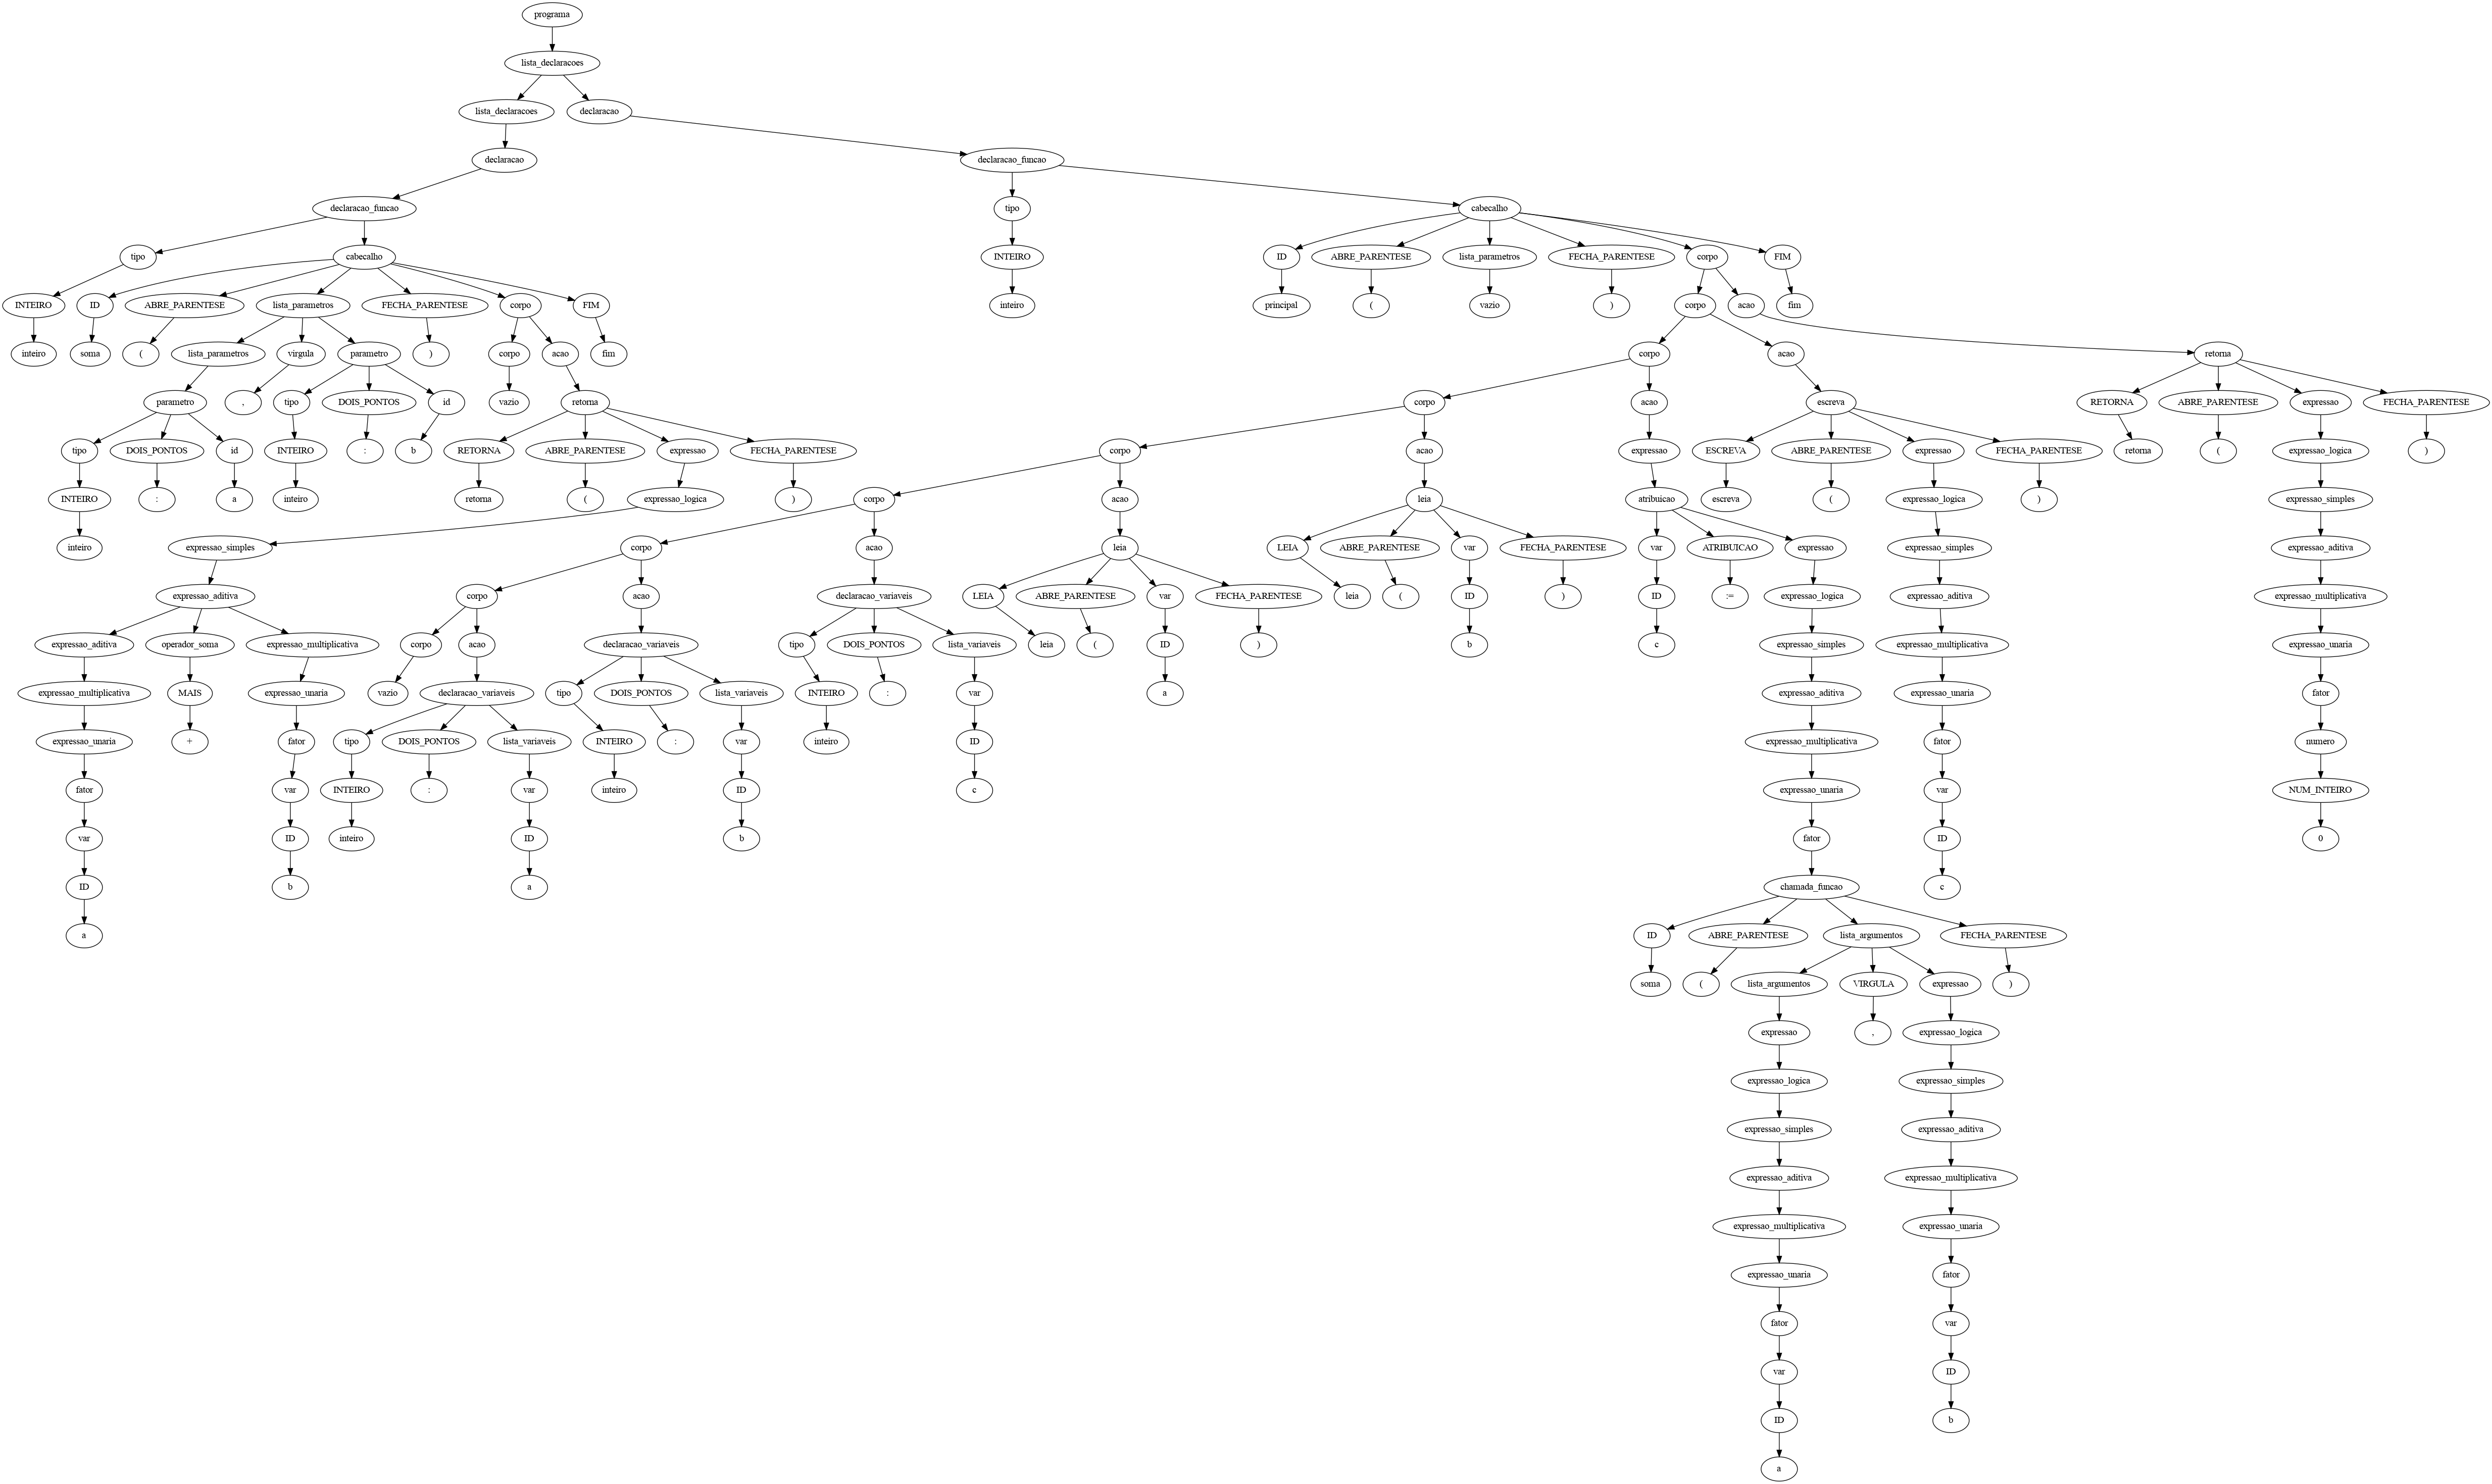 programa
lista_declaracoes
lista_declaracoes declaracao
declaracao declaracao_funcao
declaracao_funcao tipo cabecalho
tipo cabecalho INTEIRO ID ABRE_PARENTESE lista_parametros FECHA_PARENTESE corpo FIM
INTEIRO ID ABRE_PARENTESE lista_parametros FECHA_PARENTESE corpo FIM inteiro principal ( vazio ) corpo acao fim
inteiro soma ( lista_parametros virgula parametro ) corpo acao fim corpo acao retorna
parametro , tipo DOIS_PONTOS id vazio retorna corpo acao escreva RETORNA ABRE_PARENTESE expressao FECHA_PARENTESE
tipo DOIS_PONTOS id INTEIRO : b RETORNA ABRE_PARENTESE expressao FECHA_PARENTESE corpo acao expressao ESCREVA ABRE_PARENTESE expressao FECHA_PARENTESE retorna ( expressao_logica )
INTEIRO : a inteiro retorna ( expressao_logica ) corpo acao leia atribuicao escreva ( expressao_logica ) expressao_simples
inteiro expressao_simples corpo acao leia LEIA ABRE_PARENTESE var FECHA_PARENTESE var ATRIBUICAO expressao expressao_simples expressao_aditiva
expressao_aditiva corpo acao declaracao_variaveis LEIA ABRE_PARENTESE var FECHA_PARENTESE leia ( ID ) ID := expressao_logica expressao_aditiva expressao_multiplicativa
expressao_aditiva operador_soma expressao_multiplicativa corpo acao declaracao_variaveis tipo DOIS_PONTOS lista_variaveis leia ( ID ) b c expressao_simples expressao_multiplicativa expressao_unaria
expressao_multiplicativa MAIS expressao_unaria vazio declaracao_variaveis tipo DOIS_PONTOS lista_variaveis INTEIRO : var a expressao_aditiva expressao_unaria fator
expressao_unaria + fator tipo DOIS_PONTOS lista_variaveis INTEIRO : var inteiro ID expressao_multiplicativa fator numero
fator var INTEIRO : var inteiro ID c expressao_unaria var NUM_INTEIRO
var ID inteiro ID b fator ID 0
ID b a chamada_funcao c
a ID ABRE_PARENTESE lista_argumentos FECHA_PARENTESE
soma ( lista_argumentos VIRGULA expressao )
expressao , expressao_logica
expressao_logica expressao_simples
expressao_simples expressao_aditiva
expressao_aditiva expressao_multiplicativa
expressao_multiplicativa expressao_unaria
expressao_unaria fator
fator var
var ID
ID b
a